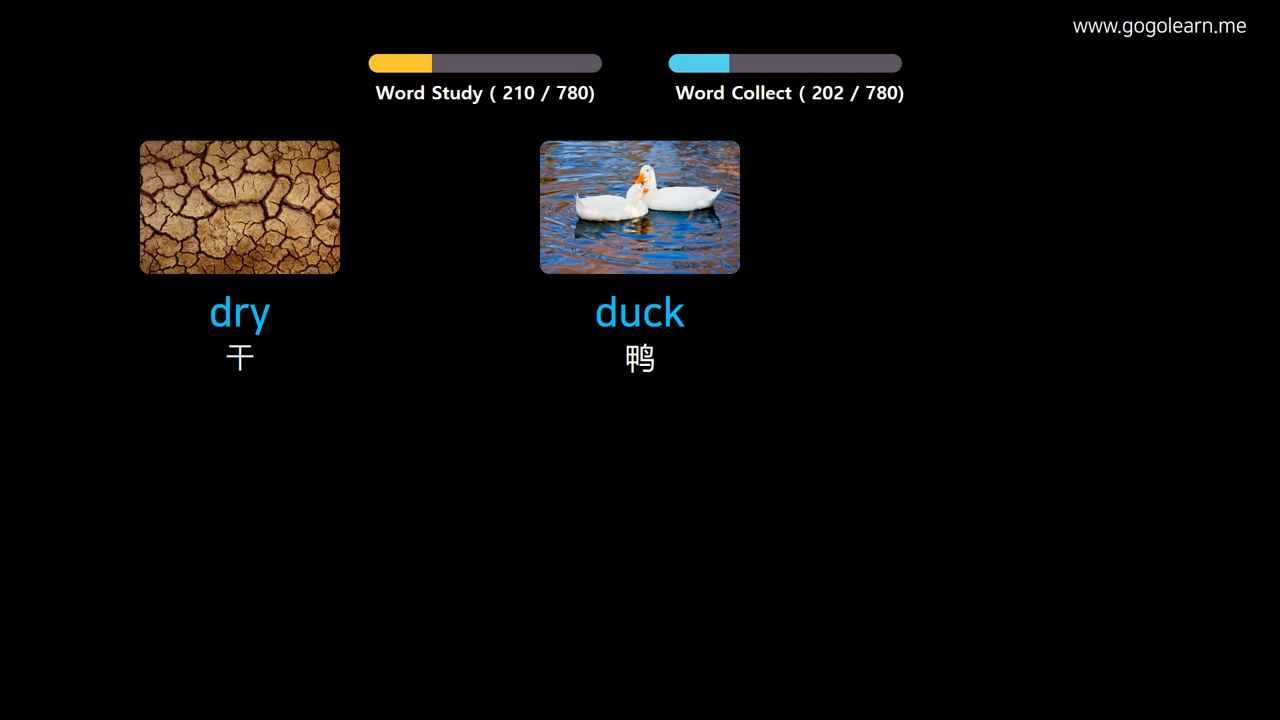 www.gogolearn.me
Word Study ( 210 / 780)
Word Collect ( 202 / 780)
dry
干
duck
鸭